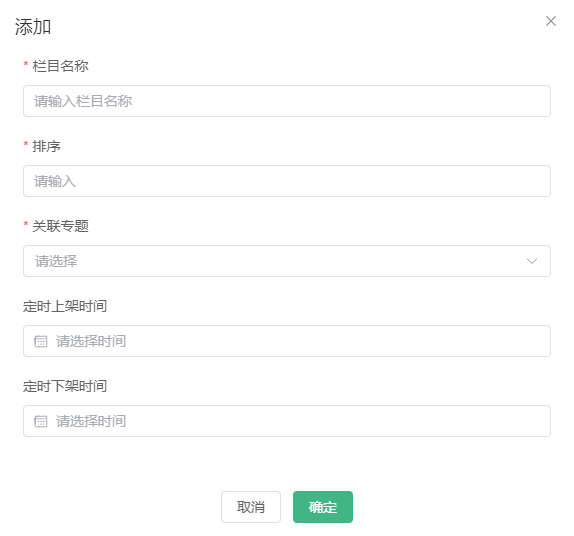 添加
* 栏目名称
请输入栏目名称
* 排序
请输入
* 关联专题
请选择
定时上架时间
请选择时间
定时下架时间
请选择时间
取消
确定